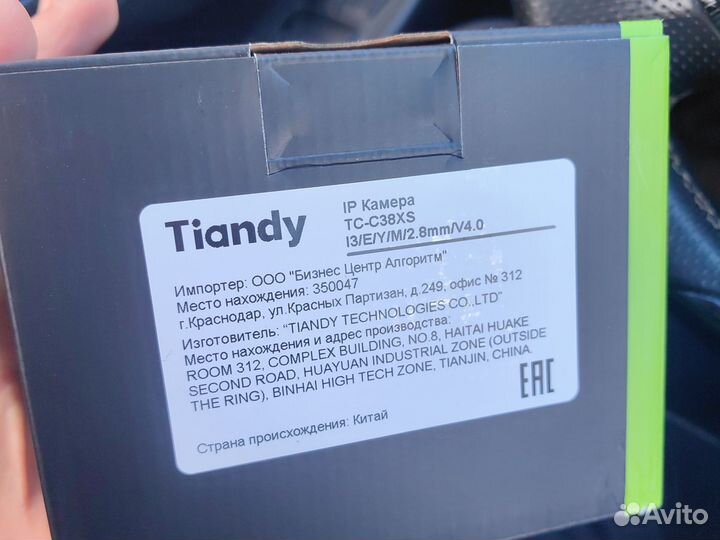 Tiandy
IP Камера
TC-C38XS
I3/E/Y/M/2.8mm/V4.0
Импортер: ООО "Бизнес Центр Алгоритм"
Место нахождения: 350047
г.Краснодар, ул.Красных Партизан, д.249, офис № 312
Изготовитель: "TIANDY TECHNOLOGIES CO.,LTD"
Место нахождения и адрес производства:
ROOM 312, COMPLEX BUILDING, NO.8, HAITAI HUAKE
SECOND ROAD, HUAYUAN INDUSTRIAL ZONE (OUTSIDE
THE RING), BINHAI HIGH TECH ZONE, TIANJIN, CHINA.
EAC
Страна происхождения: Китай
Avito